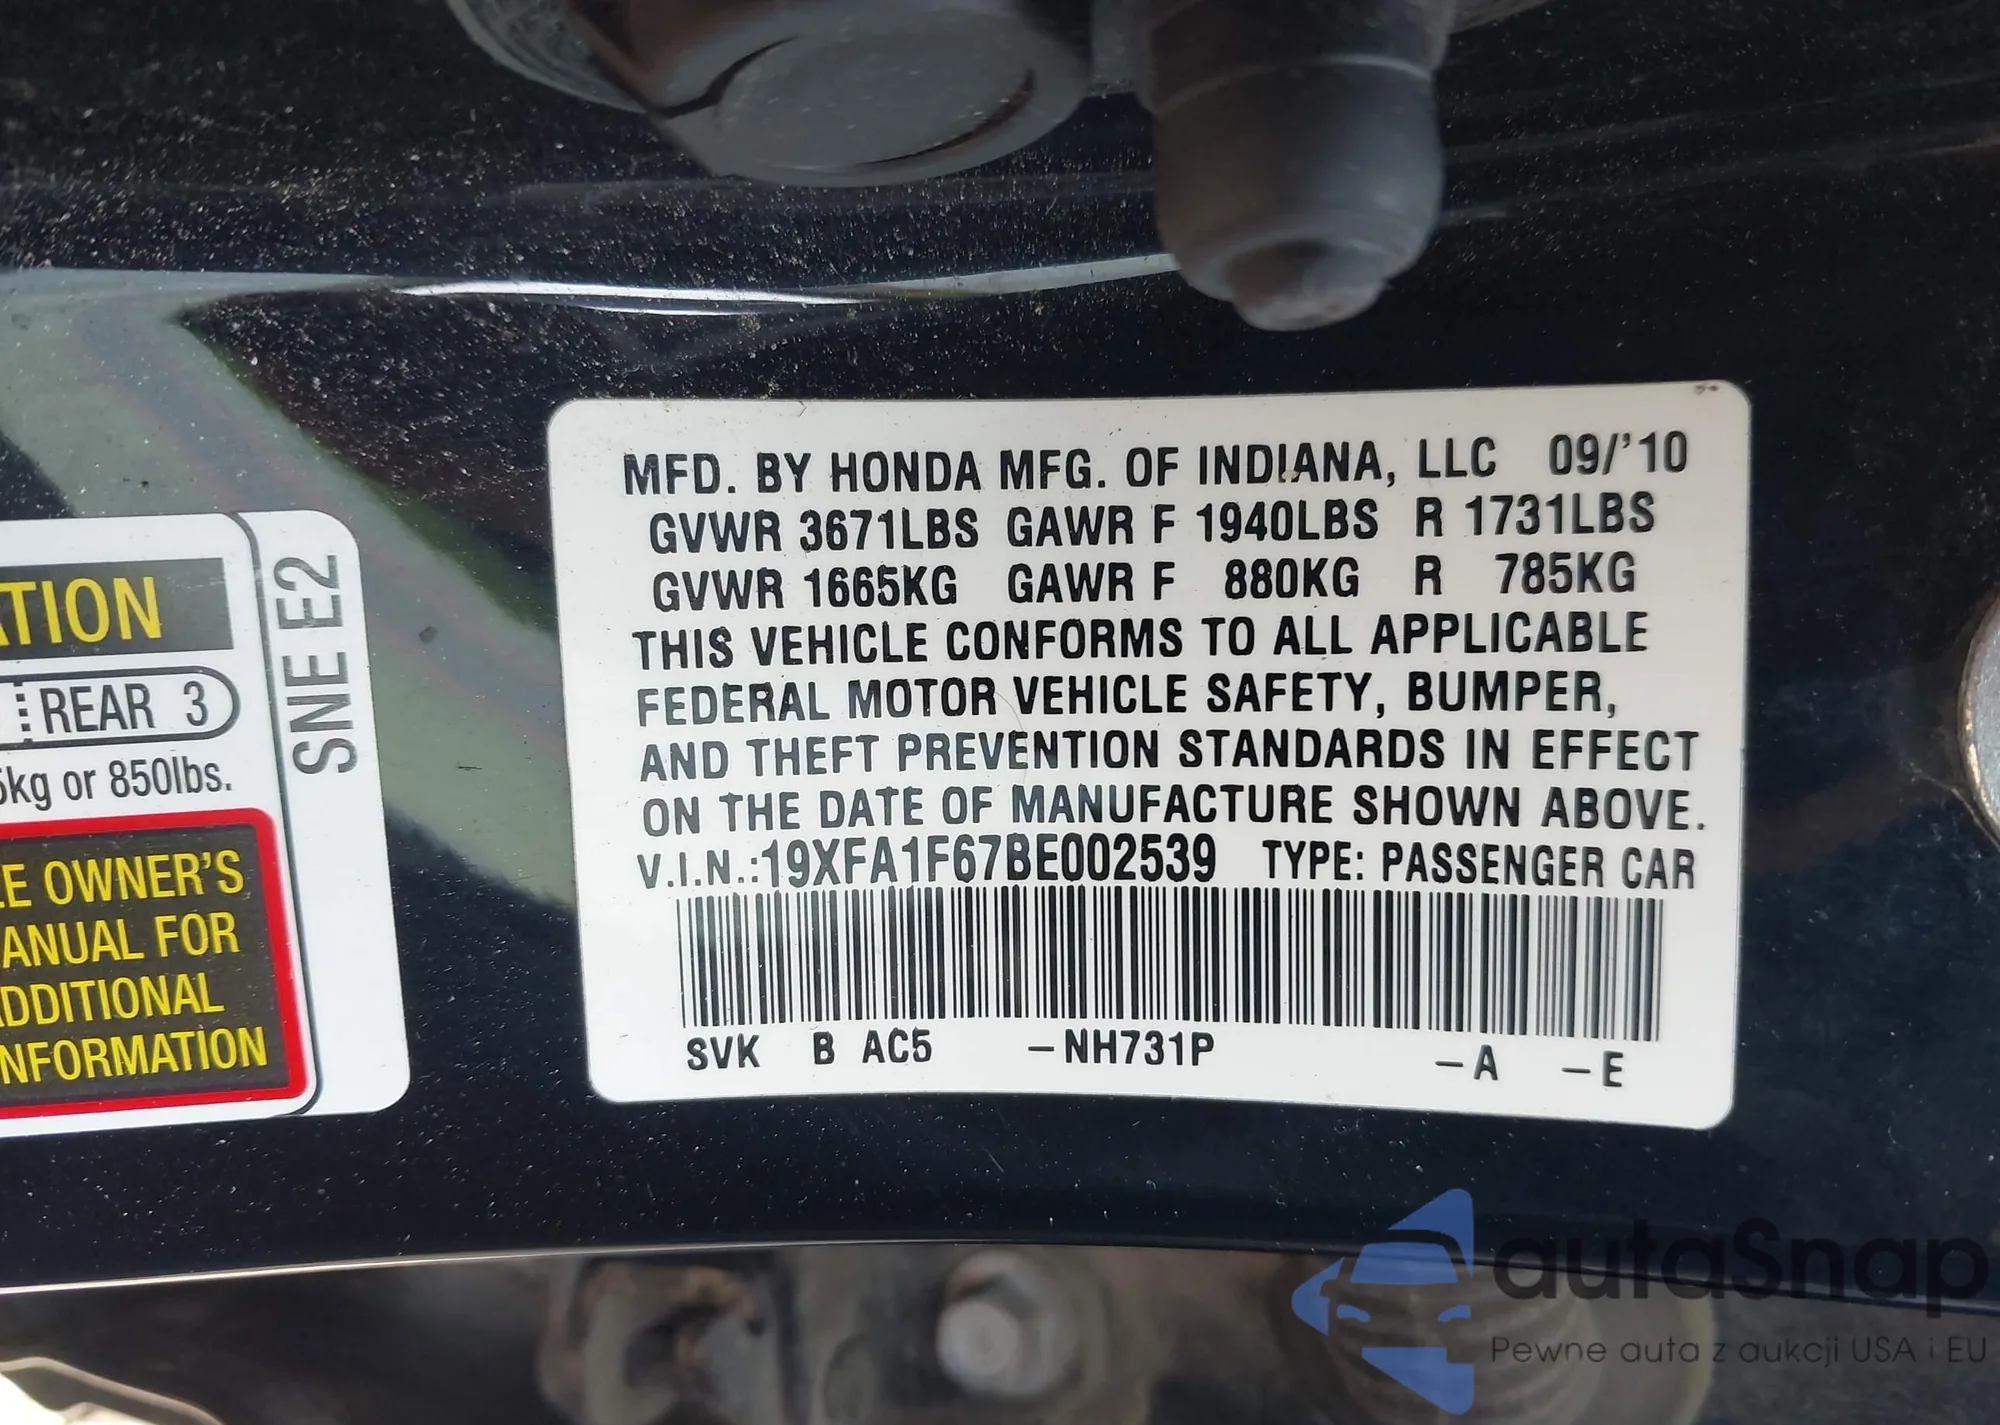 MFD. BY HONDA MFG. OF INDIANA, LLC 09/'10
GVWR 3671LBS GAWR F 1940LBS R 1731LBS
GVWR 1665KG GAWR F 880KG R 785KG
THIS VEHICLE CONFORMS TO ALL APPLICABLE
FEDERAL MOTOR VEHICLE SAFETY, BUMPER,
AND THEFT PREVENTION STANDARDS IN EFFECT
ON THE DATE OF MANUFACTURE SHOWN ABOVE.
V.I.N.:19XFA1F67BE002539 TYPE: PASSENGER CAR
SVK B AC5 -NH731P -A -E
ATION
REAR 3
5kg or 850lbs.
EE OWNER'S
ANUAL FOR
DDITIONAL
NFORMATION
SNE E2
autaSnap
Pewne auta z aukcji USA i EU